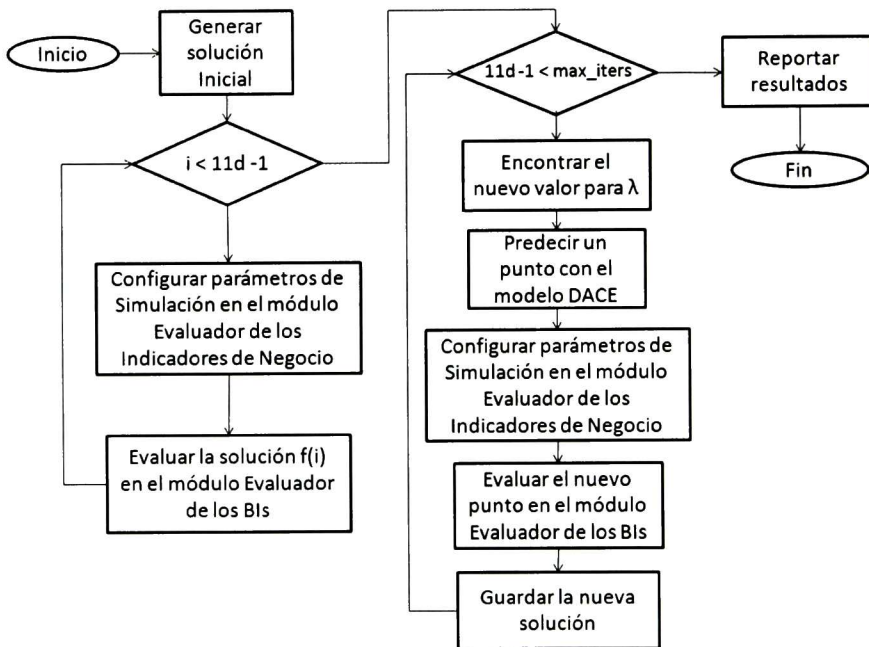 Inicio
Generar
solución
Inicial
i < 11d -1
Configurar parámetros de
Simulación en el módulo
Evaluador de los
Indicadores de Negocio
Evaluar la solución f(i)
en el módulo Evaluador
de los BIs
11d -1 < max_iters
Encontrar el
nuevo valor para λ
Predecir un
punto con el
modelo DACE
Configurar parámetros de
Simulación en el módulo
Evaluador de los
Indicadores de Negocio
Evaluar el nuevo
punto en el módulo
Evaluador de los BIs
Guardar la nueva
solución
Reportar
resultados
Fin